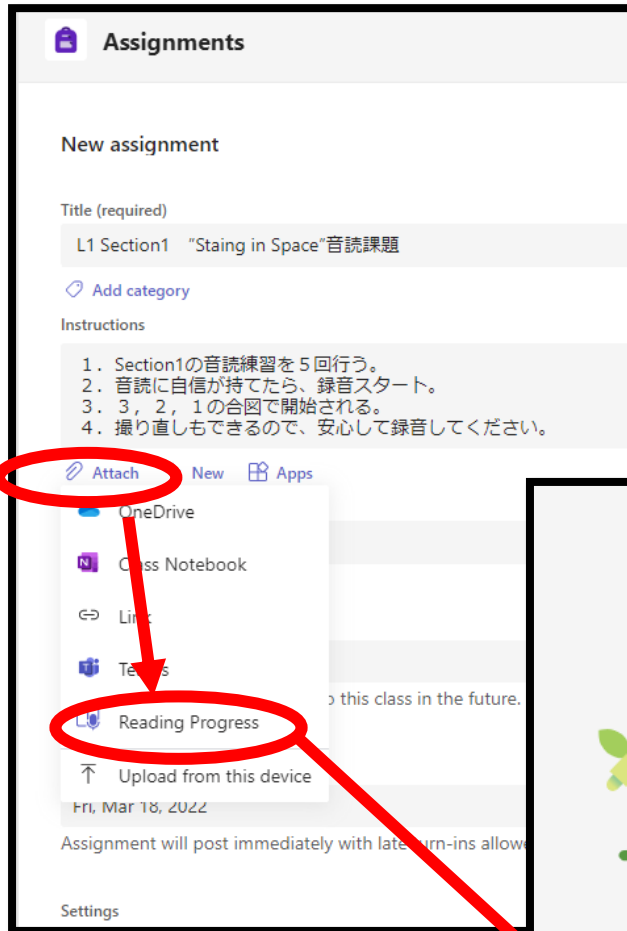 Assignments
New assignment
Title (required)
L1 Section1 “Staing in Space”音読課題
Add category
Instructions
1. Section1の音読練習を５回行う。
2. 音読に自信が持てたら、録音スタート。
3. ３，２，１の合図で開始される。
4. 撮り直しもできるので、安心して録音してください。
Attach New Apps
OneDrive
Class Notebook
Link
Teams
this class in the future.
Reading Progress
Upload from this device
Fri, Mar 18, 2022
Assignment will post immediately with late turn-ins
Settings